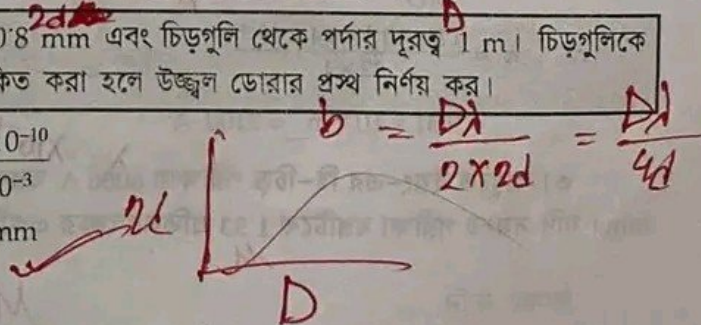 2d D
0·8 mm এবং চিড়গুলি থেকে পর্দার দূরত্ব 1 m। চিড়গুলিকে
কিত করা হলে উজ্জ্বল ডোরার প্রস্থ নির্ণয় কর।
b = Dλ / 2×2d = Dλ / 4d
0⁻¹⁰
0⁻³
nm
2d
D